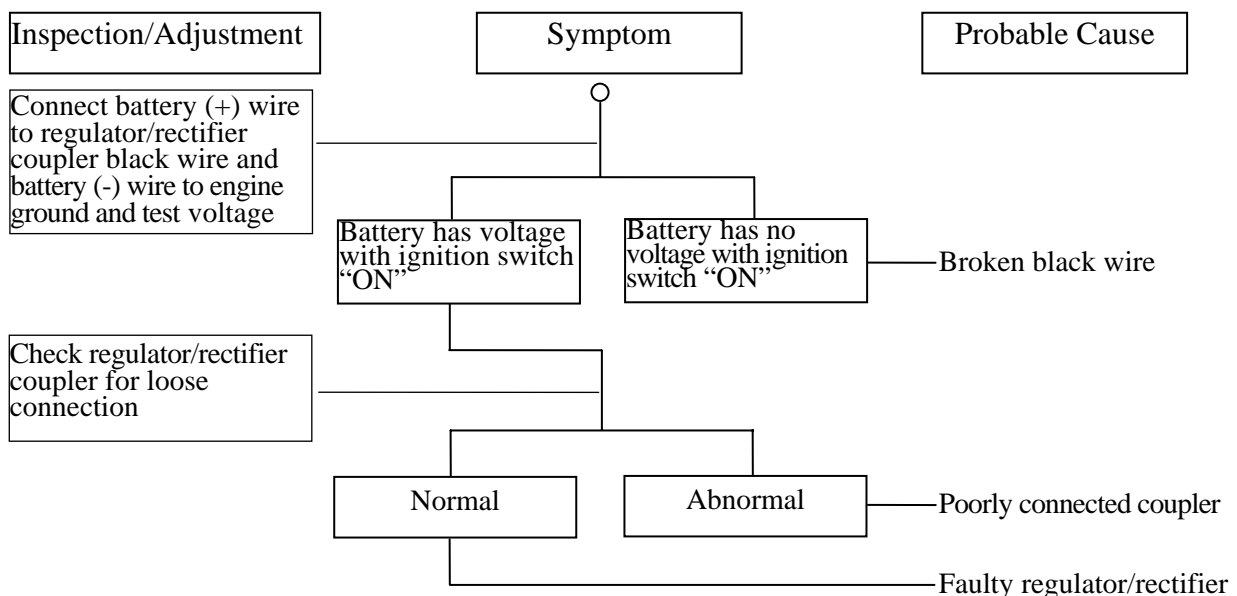 Inspection/Adjustment
Symptom
Probable Cause
Connect battery (+) wire
to regulator/rectifier
coupler black wire and
battery (-) wire to engine
ground and test voltage
Battery has voltage
with ignition switch
“ON”
Battery has no
voltage with ignition
switch “ON”
Broken black wire
Check regulator/rectifier
coupler for loose
connection
Normal
Abnormal
Poorly connected coupler
Faulty regulator/rectifier